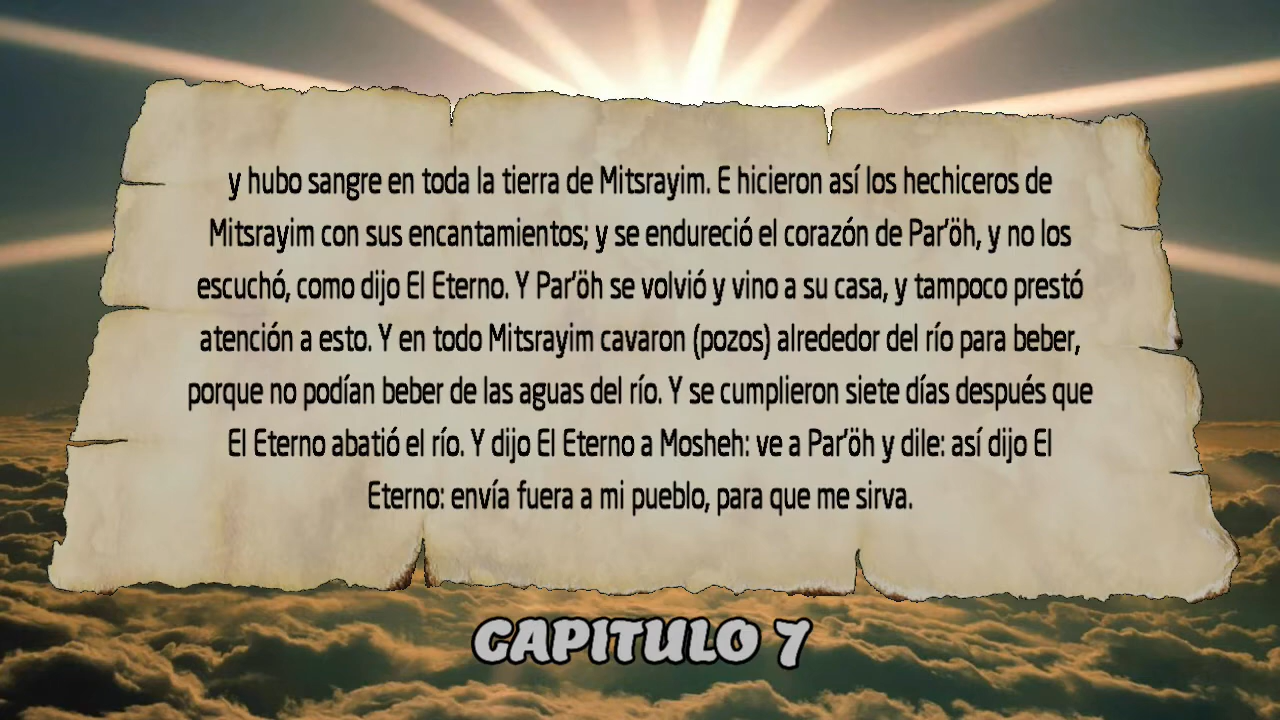 y hubo sangre en toda la tierra de Mitsrayim. E hicieron así los hechiceros de
Mitsrayim con sus encantamientos; y se endureció el corazón de Par'öh, y no los
escuchó, como dijo El Eterno. Y Par'öh se volvió y vino a su casa, y tampoco prestó
atención a esto. Y en todo Mitsrayim cavaron (pozos) alrededor del río para beber,
porque no podían beber de las aguas del río. Y se cumplieron siete días después que
El Eterno abatió el río. Y dijo El Eterno a Mosheh: ve a Par'öh y dile: así dijo El
Eterno: envía fuera a mi pueblo, para que me sirva.
CAPITULO 7